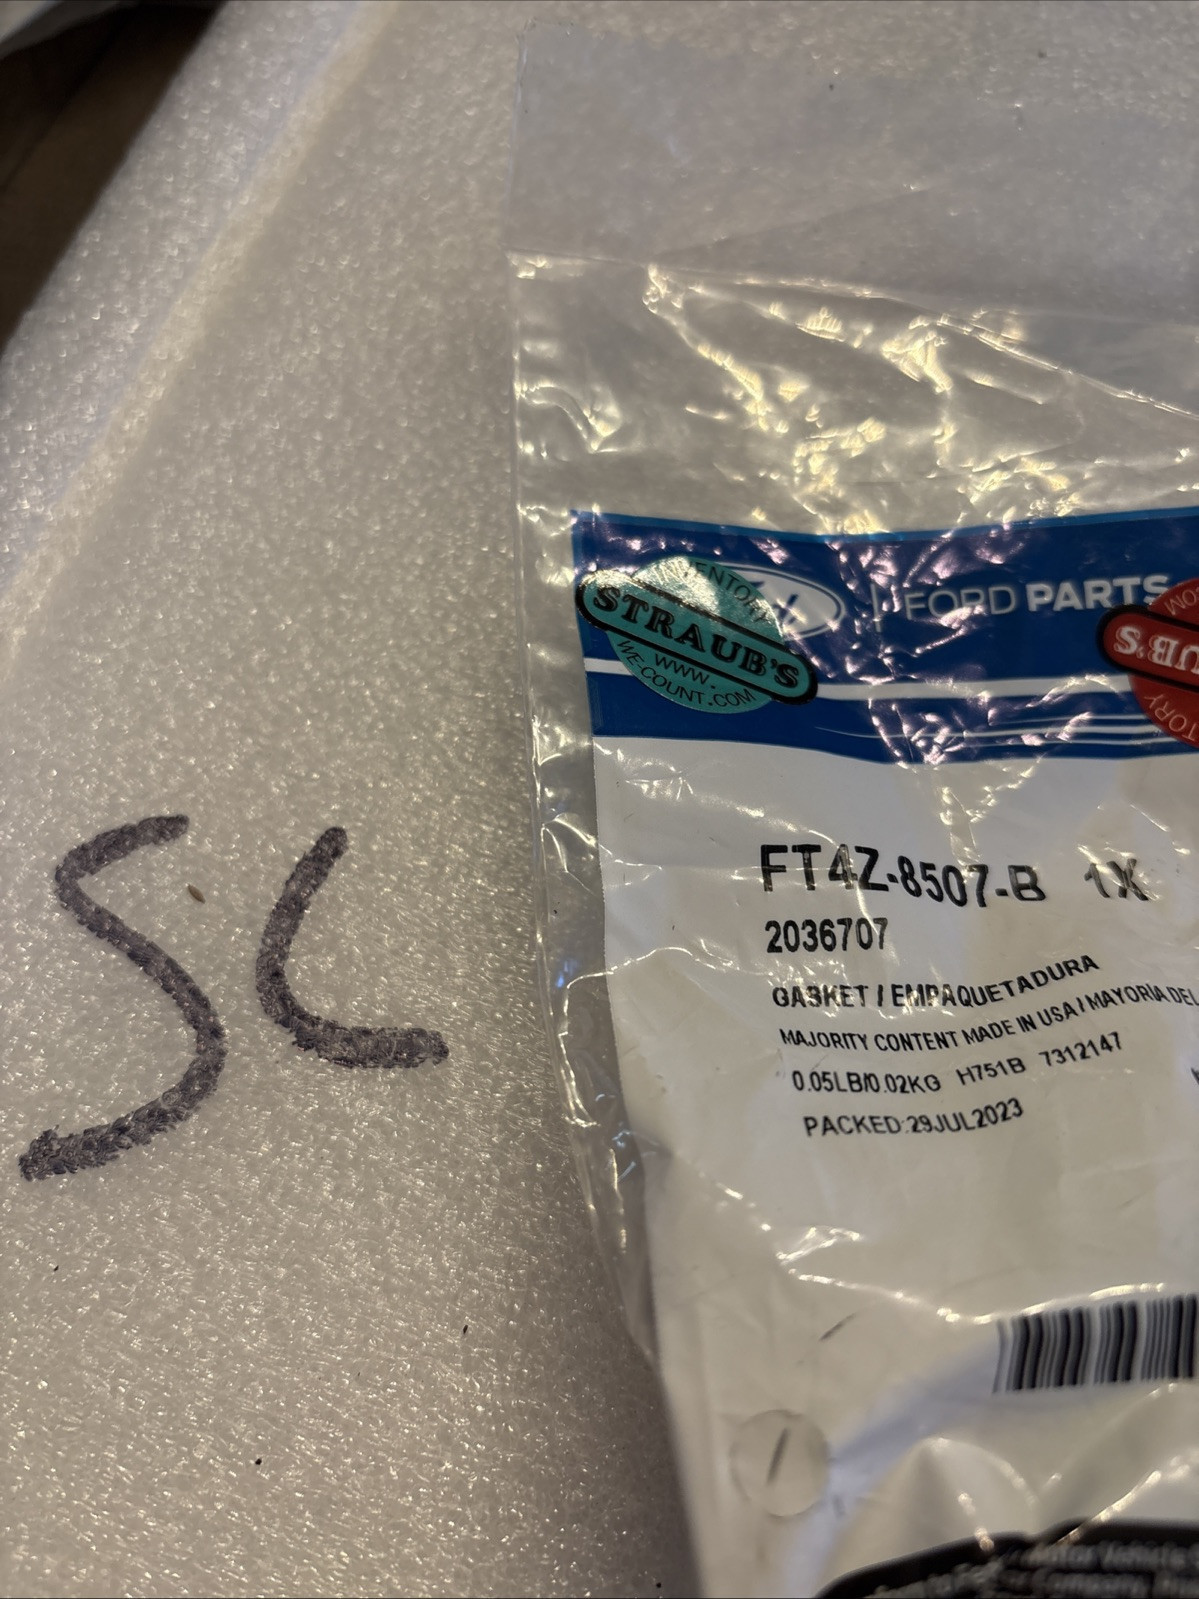 FORD PARTS
INVENTORY
STRAUB'S
WWW.
WE-COUNT.COM
SC
FT4Z-8507-B 1X
2036707
GASKET / EMPAQUETADURA
MAJORITY CONTENT MADE IN USA / MAYORIA DEL
0.05LB/0.02KG H751B 7312147
PACKED:29JUL2023